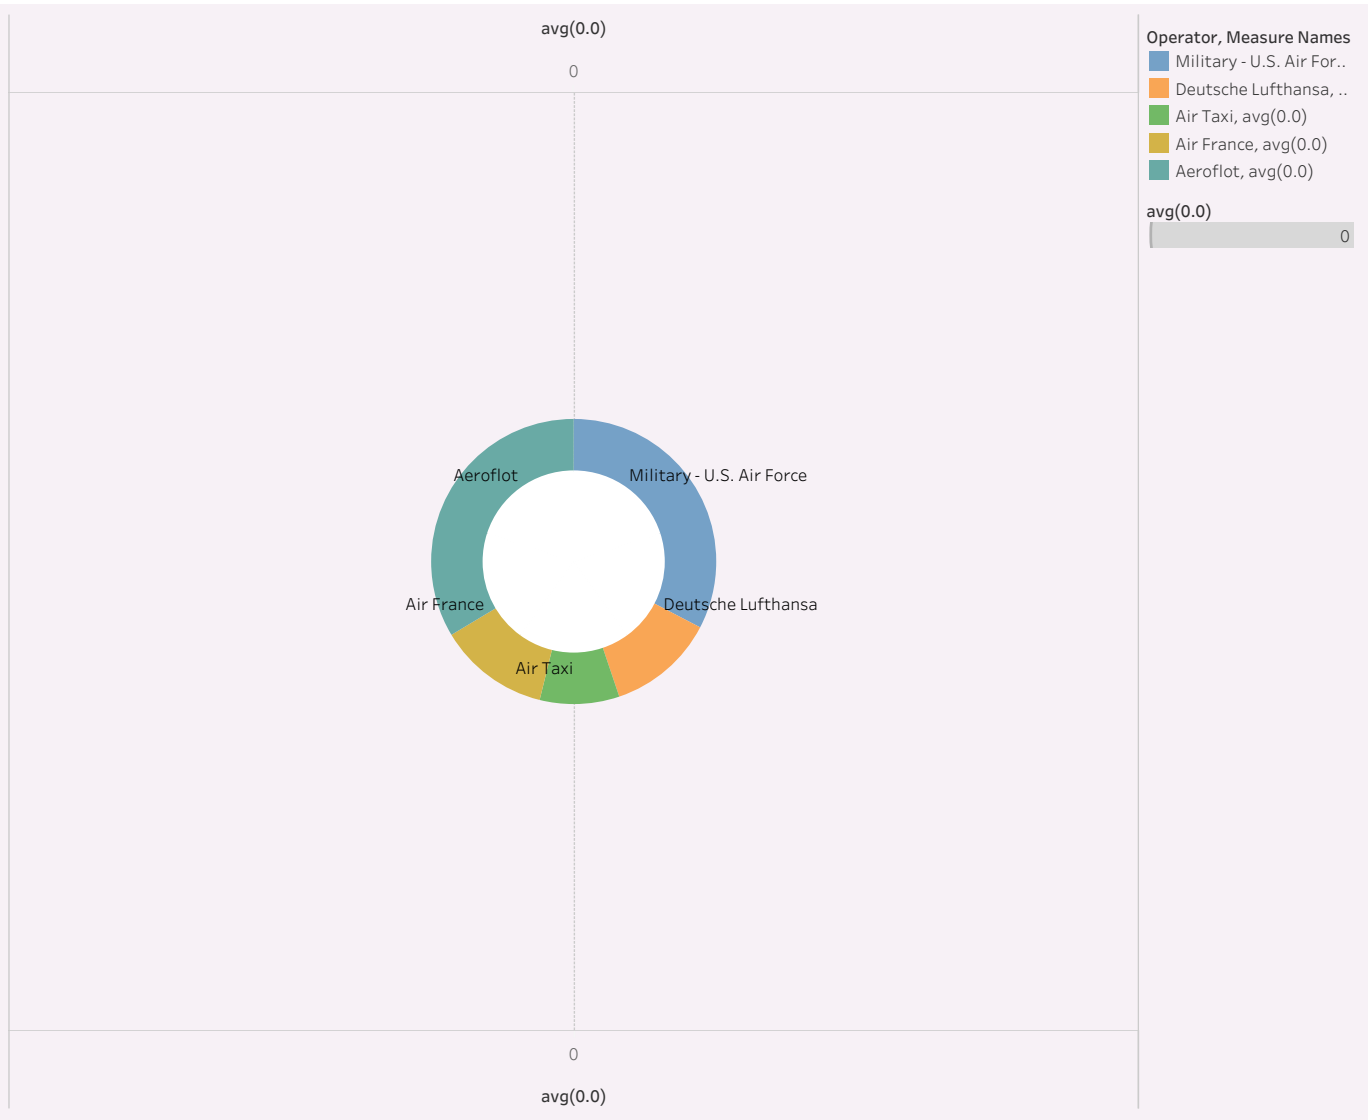 avg(0.0)
0
Aeroflot
Military - U.S. Air Force
Air France
Deutsche Lufthansa
Air Taxi
0
avg(0.0)
Operator, Measure Names
Military - U.S. Air For..
Deutsche Lufthansa, ..
Air Taxi, avg(0.0)
Air France, avg(0.0)
Aeroflot, avg(0.0)
avg(0.0)
0